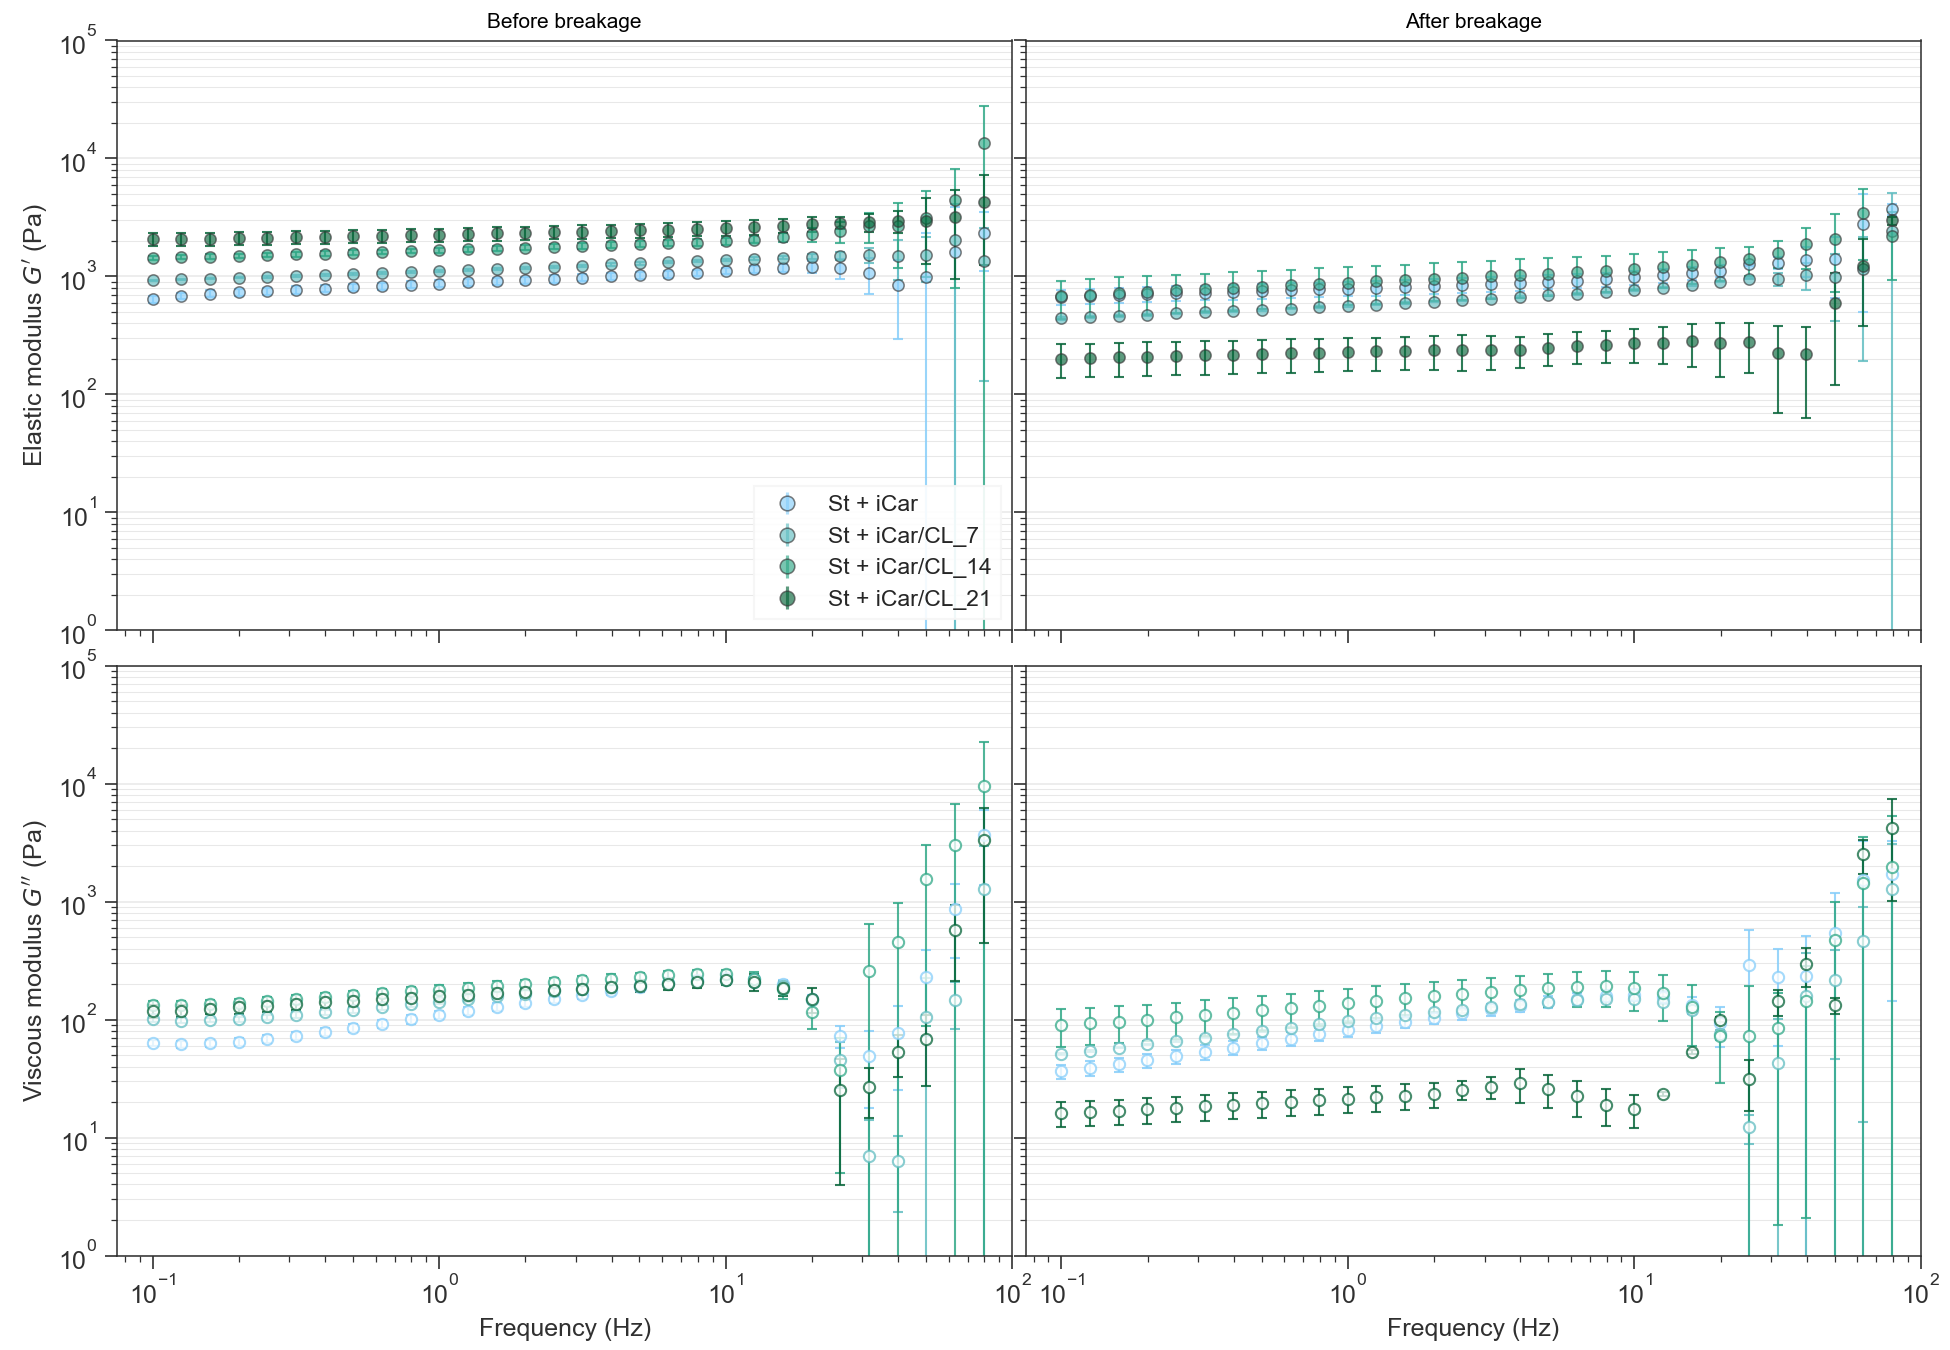 Before breakage
After breakage
10^5
10^4
10^3
10^2
10^1
10^0
Elastic modulus G′ (Pa)
St + iCar
St + iCar/CL_7
St + iCar/CL_14
St + iCar/CL_21
10^5
10^4
10^3
10^2
10^1
10^0
Viscous modulus G′′ (Pa)
10^−1 10^0 10^1 10^2
10^−1 10^0 10^1 10^2
Frequency (Hz)
Frequency (Hz)